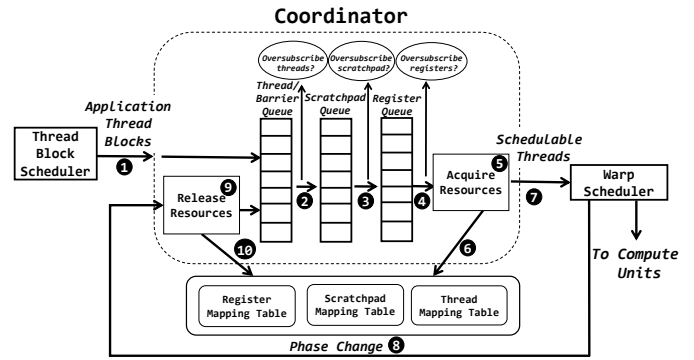 Coordinator
Oversubscribe
threads?
Oversubscribe
scratchpad?
Oversubscribe
registers?
Application
Thread
Blocks
Thread/
Barrier
Queue
Scratchpad
Queue
Register
Queue
Schedulable
Threads
Thread
Block
Scheduler
1
Release
Resources
9
2
3
4
Acquire
Resources
5
7
Warp
Scheduler
10
6
To Compute
Units
Register
Mapping Table
Scratchpad
Mapping Table
Thread
Mapping Table
Phase Change 8